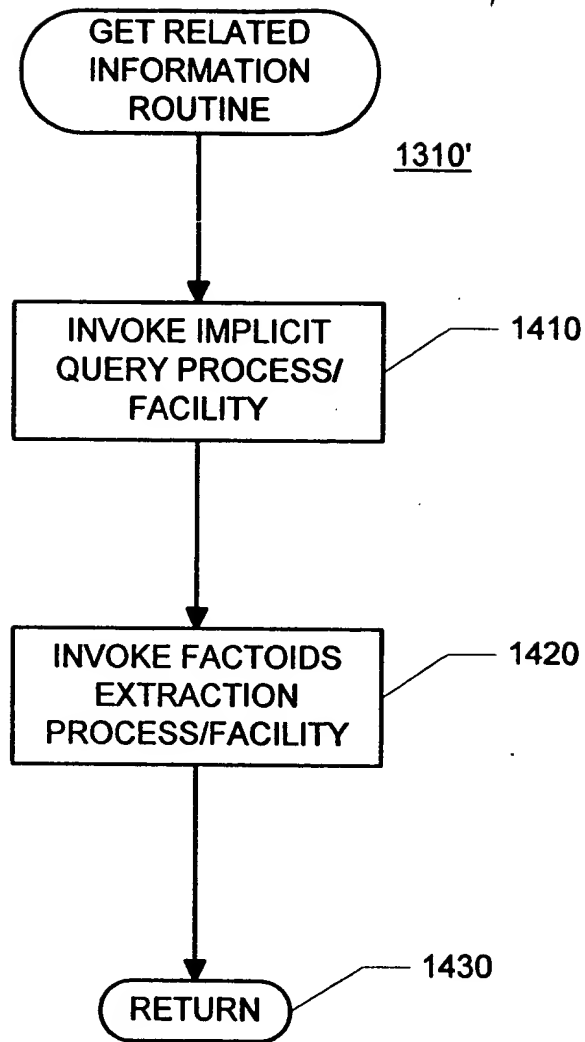 GET RELATED
INFORMATION
ROUTINE
1310'
INVOKE IMPLICIT
QUERY PROCESS/
FACILITY
1410
INVOKE FACTOIDS
EXTRACTION
PROCESS/FACILITY
1420
RETURN
1430